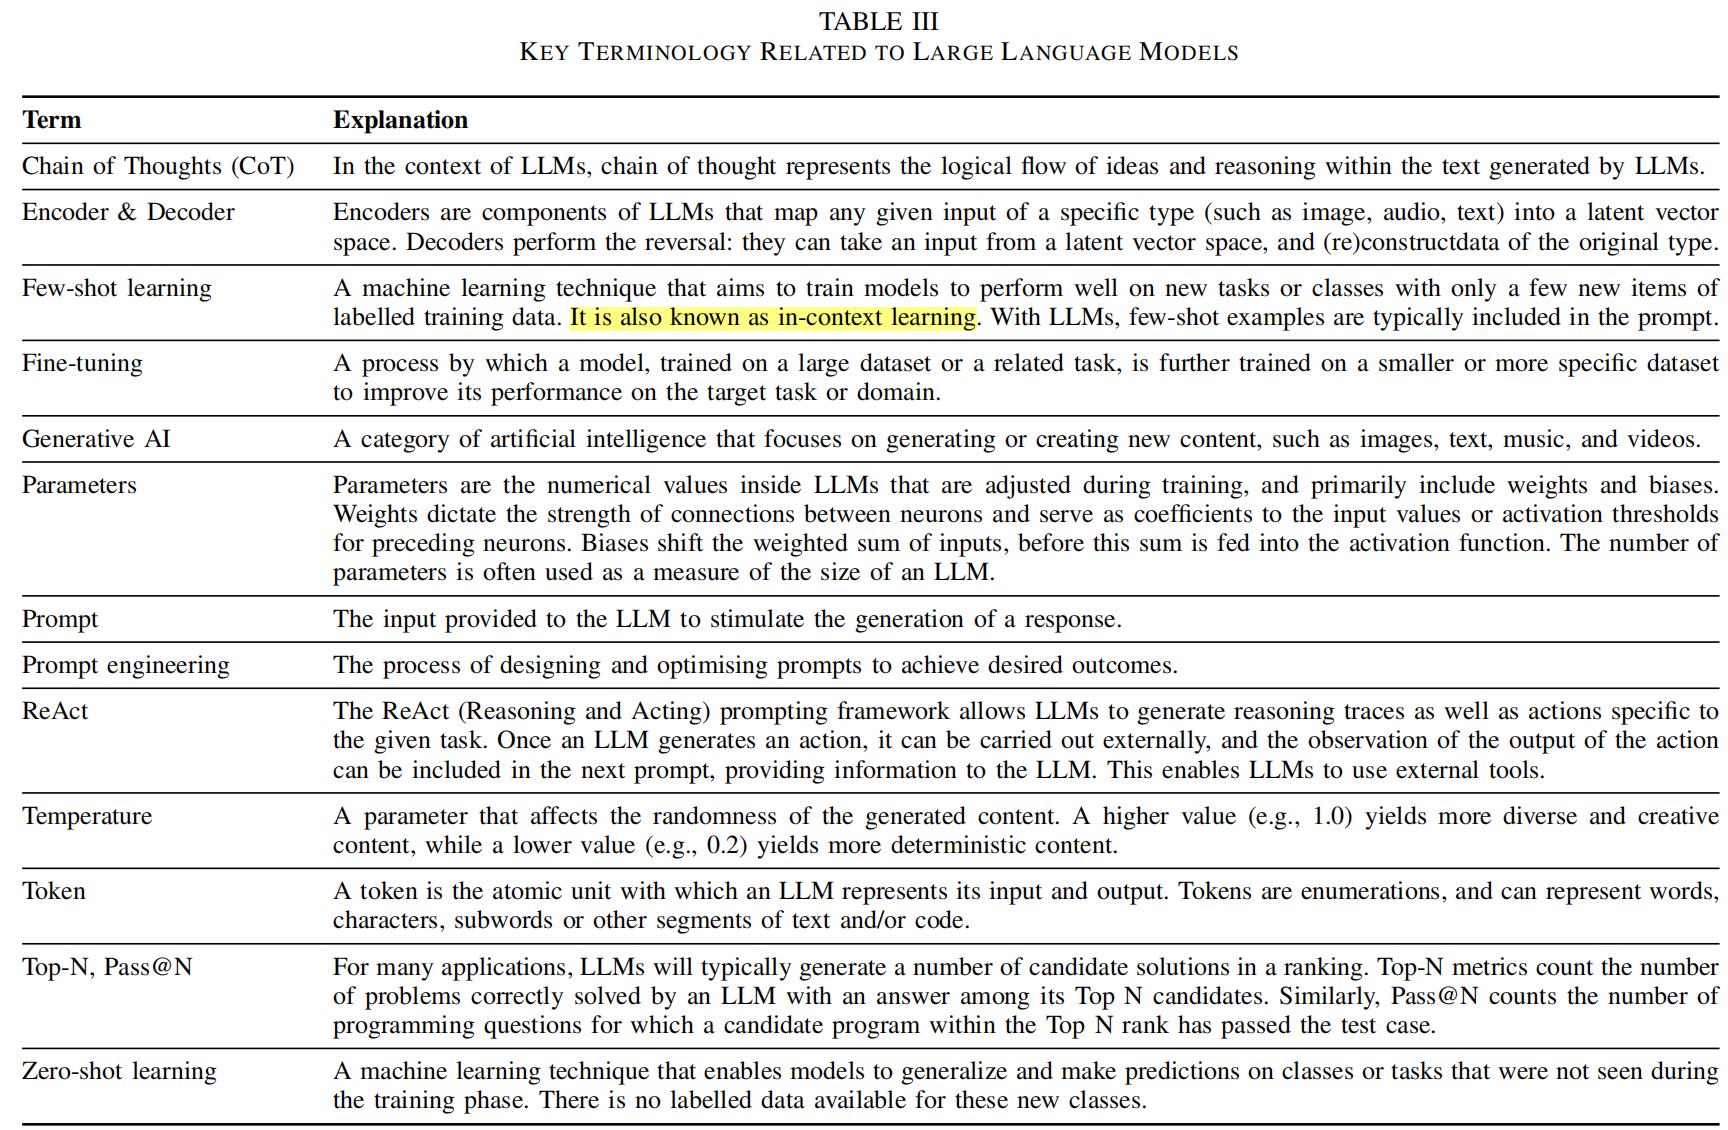 TABLE III
KEY TERMINOLOGY RELATED TO LARGE LANGUAGE MODELS
Term Explanation
Chain of Thoughts (CoT) In the context of LLMs, chain of thought represents the logical flow of ideas and reasoning within the text generated by LLMs.
Encoder & Decoder Encoders are components of LLMs that map any given input of a specific type (such as image, audio, text) into a latent vector
space. Decoders perform the reversal: they can take an input from a latent vector space, and (re)constructdata of the original type.
Few-shot learning A machine learning technique that aims to train models to perform well on new tasks or classes with only a few new items of
labelled training data. It is also known as in-context learning. With LLMs, few-shot examples are typically included in the prompt.
Fine-tuning A process by which a model, trained on a large dataset or a related task, is further trained on a smaller or more specific dataset
to improve its performance on the target task or domain.
Generative AI A category of artificial intelligence that focuses on generating or creating new content, such as images, text, music, and videos.
Parameters Parameters are the numerical values inside LLMs that are adjusted during training, and primarily include weights and biases.
Weights dictate the strength of connections between neurons and serve as coefficients to the input values or activation thresholds
for preceding neurons. Biases shift the weighted sum of inputs, before this sum is fed into the activation function. The number of
parameters is often used as a measure of the size of an LLM.
Prompt The input provided to the LLM to stimulate the generation of a response.
Prompt engineering The process of designing and optimising prompts to achieve desired outcomes.
ReAct The ReAct (Reasoning and Acting) prompting framework allows LLMs to generate reasoning traces as well as actions specific to
the given task. Once an LLM generates an action, it can be carried out externally, and the observation of the output of the action
can be included in the next prompt, providing information to the LLM. This enables LLMs to use external tools.
Temperature A parameter that affects the randomness of the generated content. A higher value (e.g., 1.0) yields more diverse and creative
content, while a lower value (e.g., 0.2) yields more deterministic content.
Token A token is the atomic unit with which an LLM represents its input and output. Tokens are enumerations, and can represent words,
characters, subwords or other segments of text and/or code.
Top-N, Pass@N For many applications, LLMs will typically generate a number of candidate solutions in a ranking. Top-N metrics count the number
of problems correctly solved by an LLM with an answer among its Top N candidates. Similarly, Pass@N counts the number of
programming questions for which a candidate program within the Top N rank has passed the test case.
Zero-shot learning A machine learning technique that enables models to generalize and make predictions on classes or tasks that were not seen during
the training phase. There is no labelled data available for these new classes.